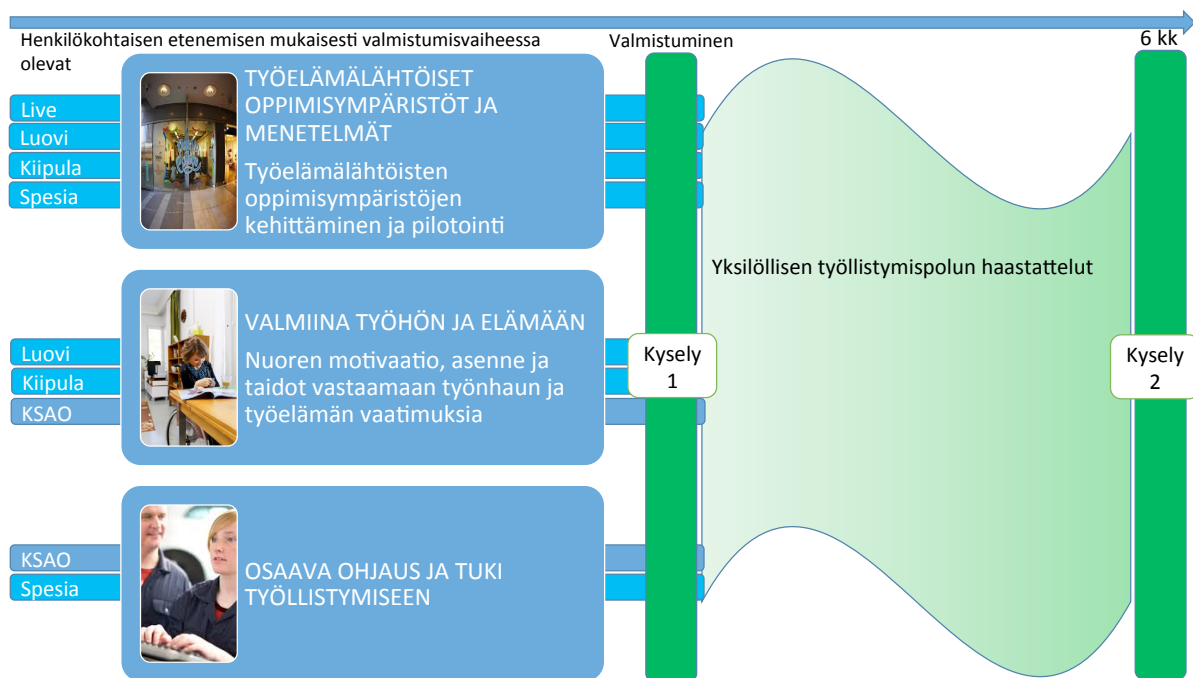 Henkilökohtaisen etenemisen mukaisesti valmistumisvaiheessa
olevat
Valmistuminen
6 kk
Live
Luovi
Kiipula
Spesia
TYÖELÄMÄLÄHTÖISET
OPPIMISYMPÄRISTÖT JA
MENETELMÄT
Työelämälähtöisten
oppimisympäristöjen
kehittäminen ja pilotointi
Luovi
Kiipula
KSAO
VALMIINA TYÖHÖN JA ELÄMÄÄN
Nuoren motivaatio, asenne ja
taidot vastaamaan työnhaun ja
työelämän vaatimuksia
KSAO
Spesia
OSAAVA OHJAUS JA TUKI
TYÖLLISTYMISEEN
Kysely
1
Yksilöllisen työllistymispolun haastattelut
Kysely
2